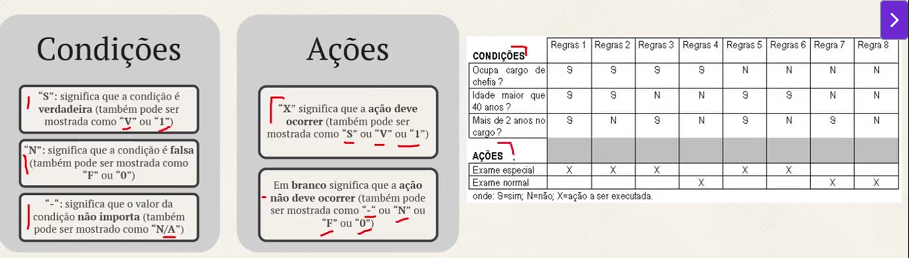 Condições
“S”: significa que a condição é
verdadeira (também pode ser
mostrada como “V” ou “1”)
“N”: significa que a condição é falsa
(também pode ser mostrada como
“F” ou “0”)
“-“: significa que o valor da
condição não importa (também
pode ser mostrado como “N/A”)
Ações
“X” significa que a ação deve
ocorrer (também pode ser
mostrada como “S” ou “V” ou “1”)
Em branco significa que a ação
não deve ocorrer (também pode
ser mostrada como “-“ ou “N” ou
“F” ou “0”)
CONDIÇÕES Regras 1 Regras 2 Regras 3 Regras 4 Regras 5 Regras 6 Regra 7 Regra 8
Ocupa cargo de
chefia ? S S S S N N N N
Idade maior que
40 anos ? S S N N S S N N
Mais de 2 anos no
cargo? S N S N S N S N
AÇÕES
Exame especial X X X X X
Exame normal X X X
onde: S=sim; N=não; X=ação a ser executada.